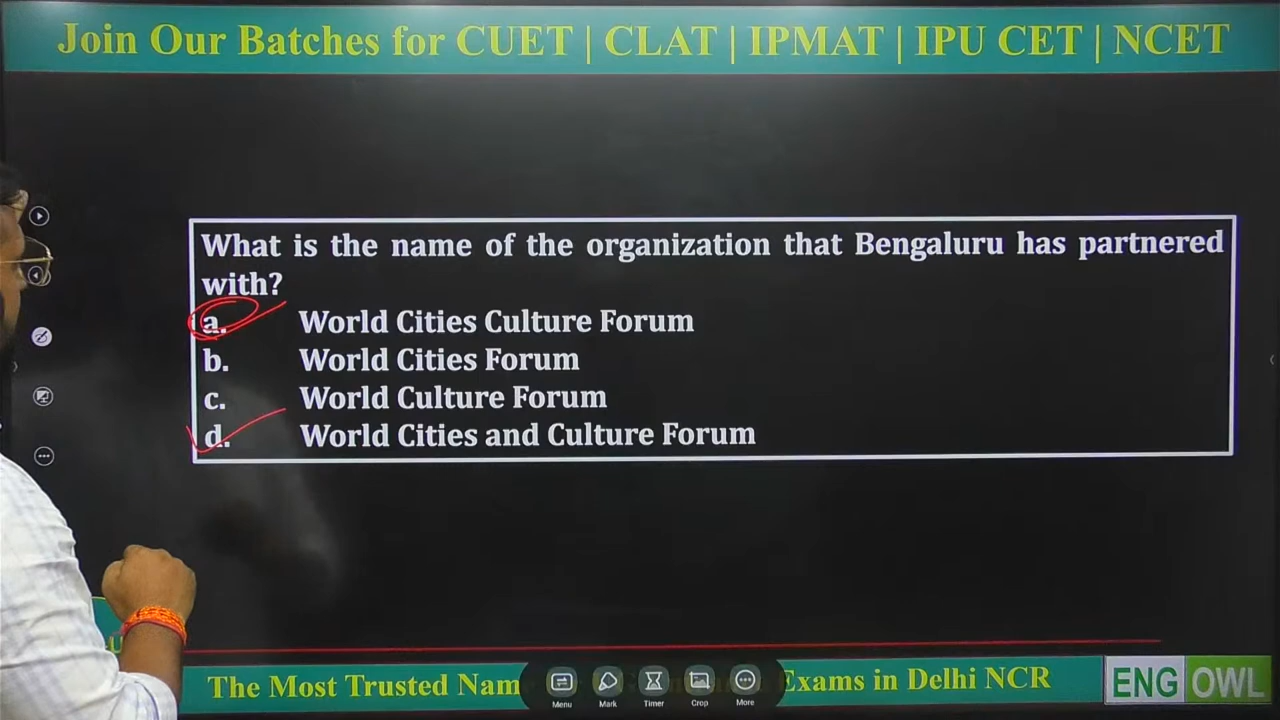 Join Our Batches for CUET | CLAT | IPMAT | IPU CET | NCET
What is the name of the organization that Bengaluru has partnered
with?
a. World Cities Culture Forum
b. World Cities Forum
c. World Culture Forum
d. World Cities and Culture Forum
The Most Trusted Exams in Delhi NCR
Menu Mark Timer Crop More
ENG OWL